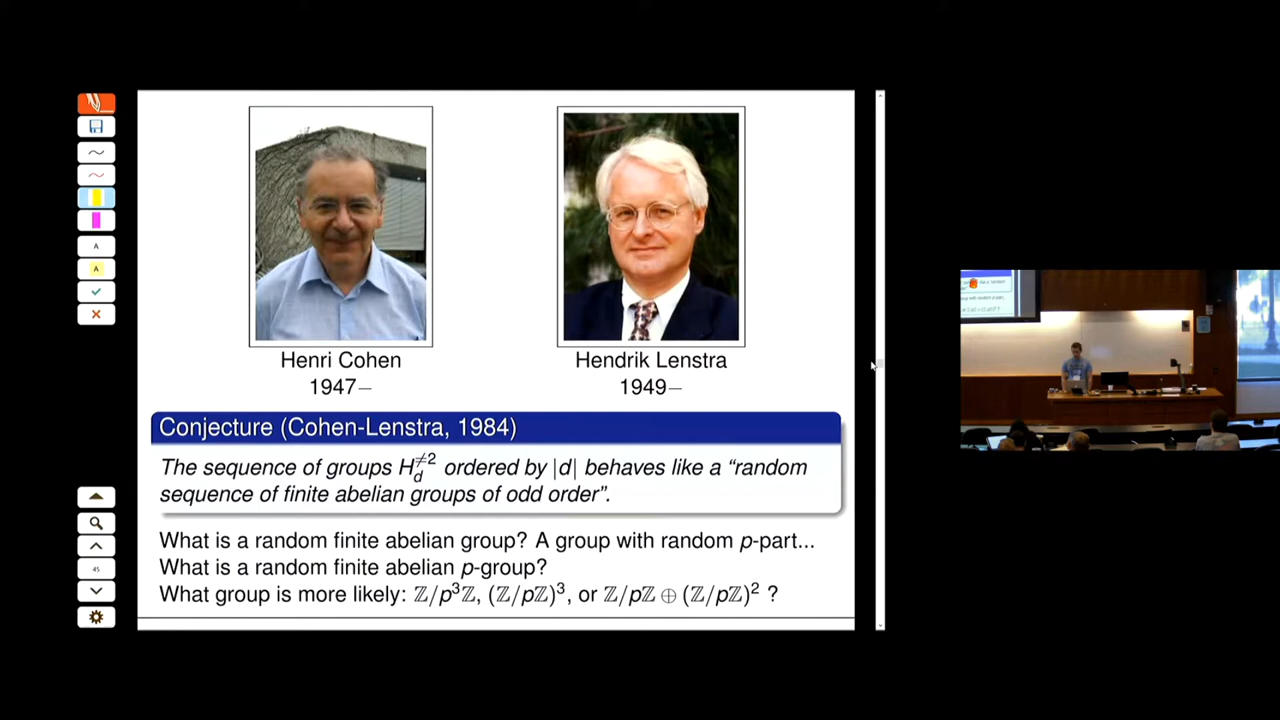 Henri Cohen
1947–
Hendrik Lenstra
1949–
Conjecture (Cohen-Lenstra, 1984)
The sequence of groups H_d^{≠2} ordered by |d| behaves like a “random
sequence of finite abelian groups of odd order”.
What is a random finite abelian group? A group with random p-part...
What is a random finite abelian p-group?
What group is more likely: ℤ/p³ℤ, (ℤ/pℤ)³, or ℤ/pℤ ⊕ (ℤ/pℤ)² ?
A
A
45